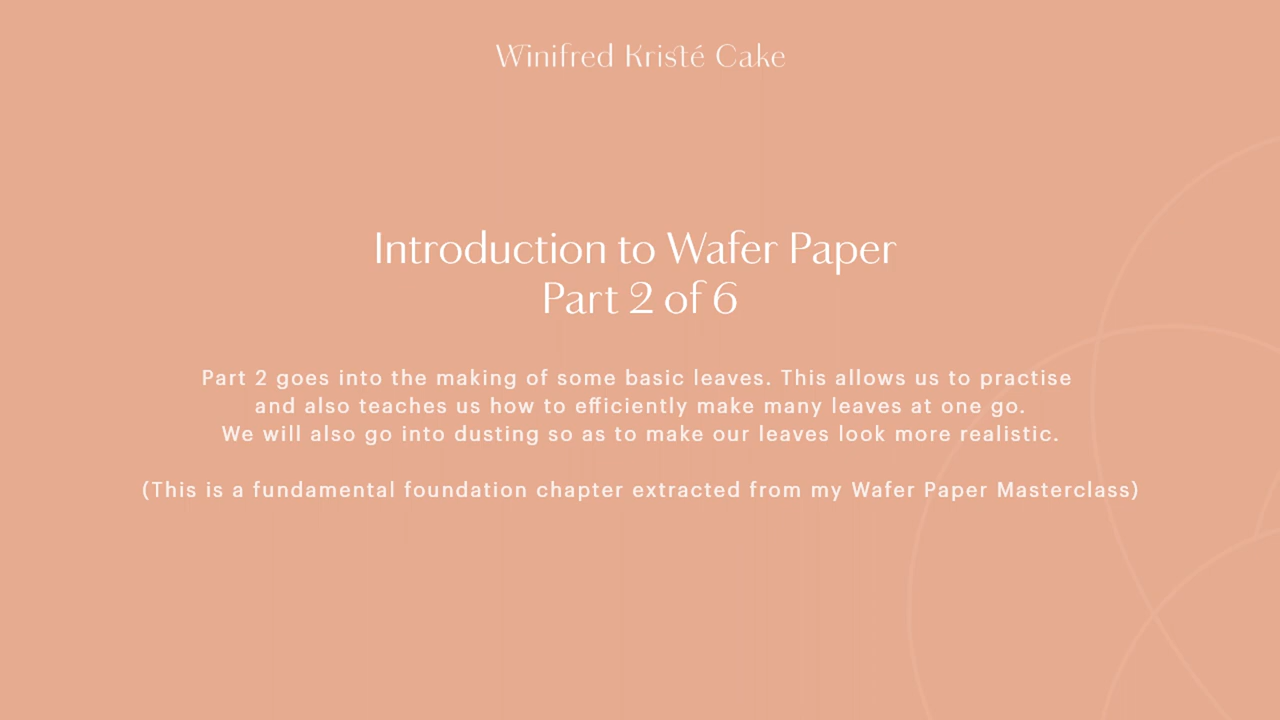 Winifred Kristé Cake
Introduction to Wafer Paper
Part 2 of 6
Part 2 goes into the making of some basic leaves. This allows us to practise
and also teaches us how to efficiently make many leaves at one go.
We will also go into dusting so as to make our leaves look more realistic.
(This is a fundamental foundation chapter extracted from my Wafer Paper Masterclass)